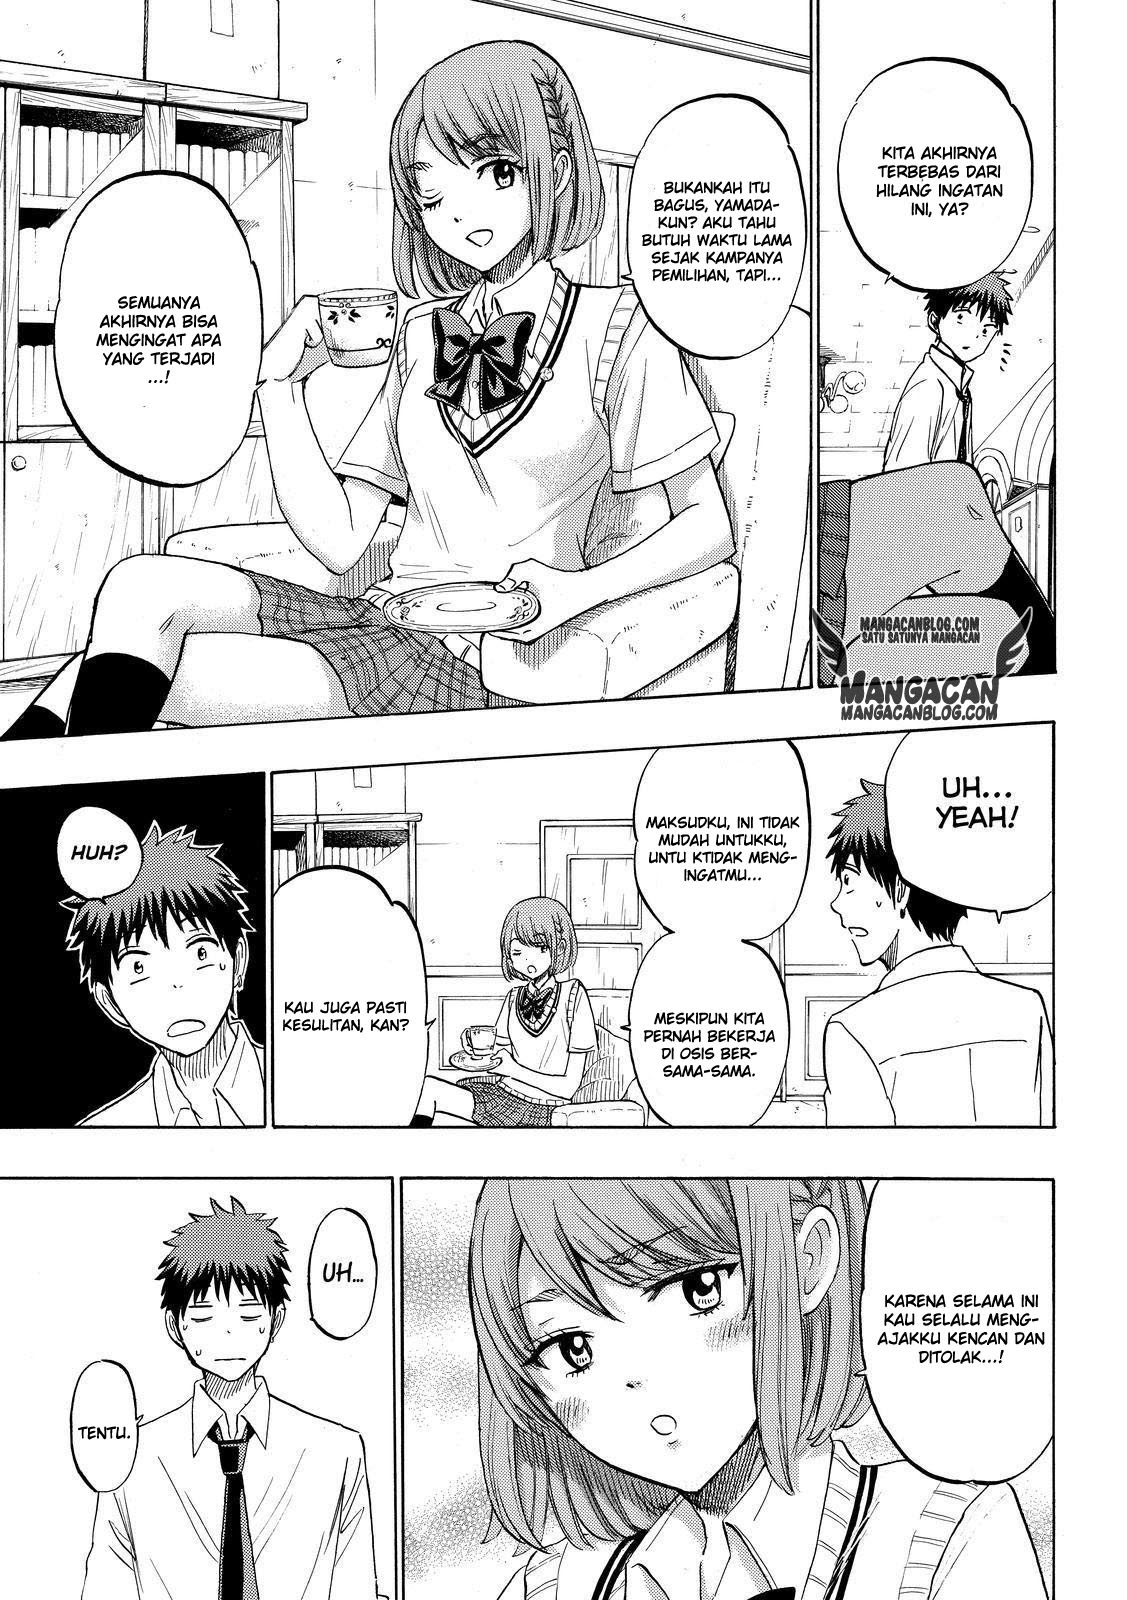 KITA AKHIRNYA
TERBEBAS DARI
HILANG INGATAN
INI, YA?
BUKANKAH ITU
BAGUS, YAMADA-
KUN? AKU TAHU
BUTUH WAKTU LAMA
SEJAK KAMPANYA
PEMILIHAN, TAPI...
SEMUANYA
AKHIRNYA BISA
MENGINGAT APA
YANG TERJADI
...!
MANGACANBLOG.COM
SATU SATUNYA MANGACAN
MANGACAN
MANGACANBLOG.COM
UH...
YEAH!
MAKSUDKU, INI TIDAK
MUDAH UNTUKKU,
UNTU KTIDAK MENG-
INGATMU...
MESKIPUN KITA
PERNAH BEKERJA
DI OSIS BER-
SAMA-SAMA.
KAU JUGA PASTI
KESULITAN, KAN?
HUH?
KARENA SELAMA INI
KAU SELALU MENG-
AJAKKU KENCAN DAN
DITOLAK...!
UH...
TENTU.